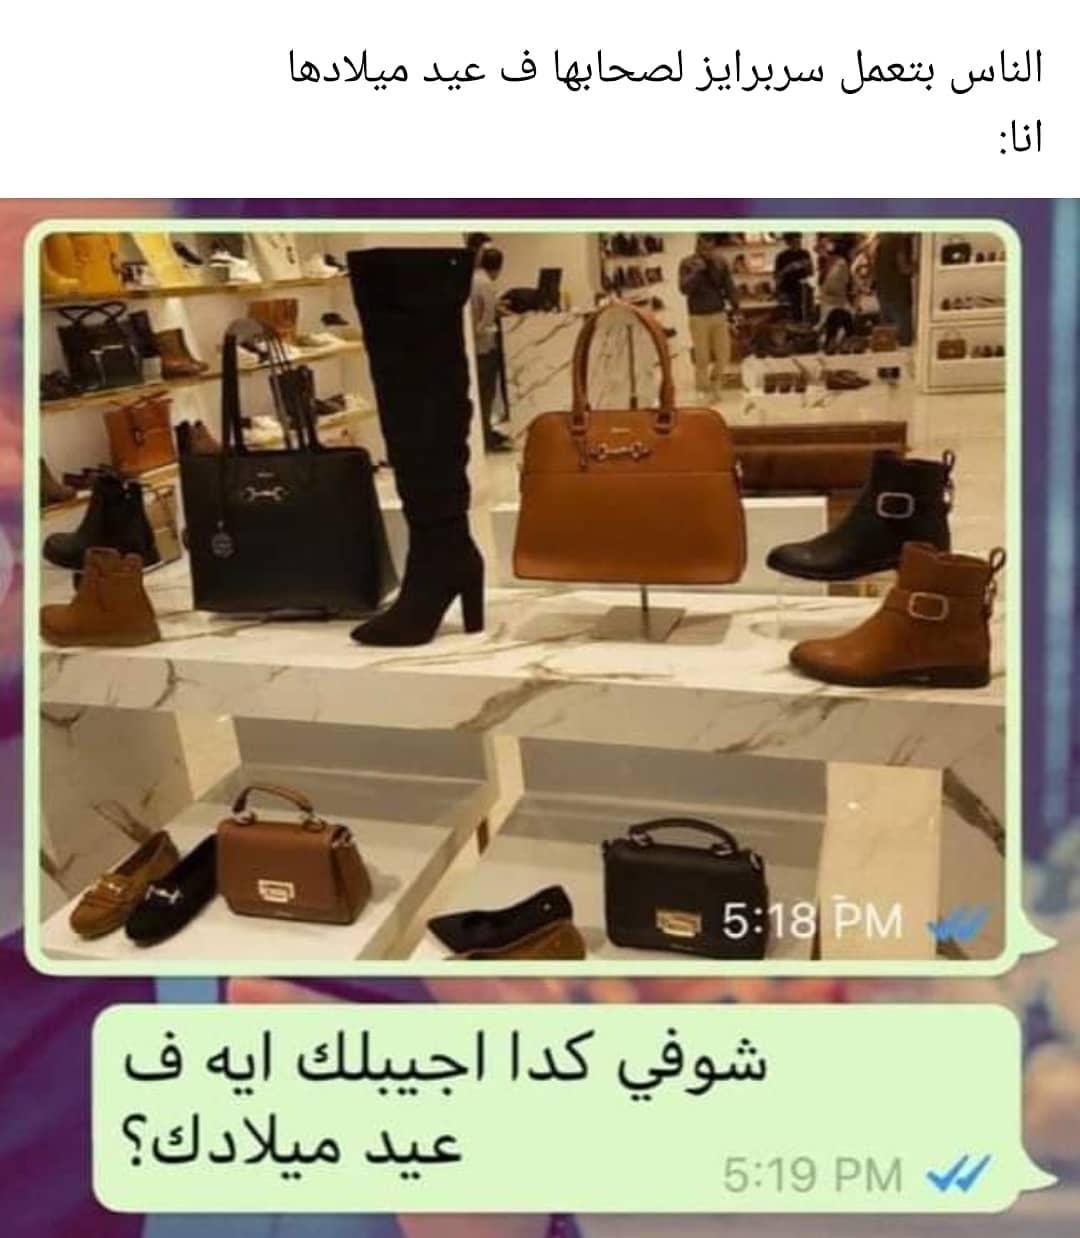 الناس بتعمل سربرايز لصحابها ف عيد ميلادها
انا:
5:18 PM
شوفي كدا اجيبلك ايه ف
عيد ميلادك؟
5:19 PM